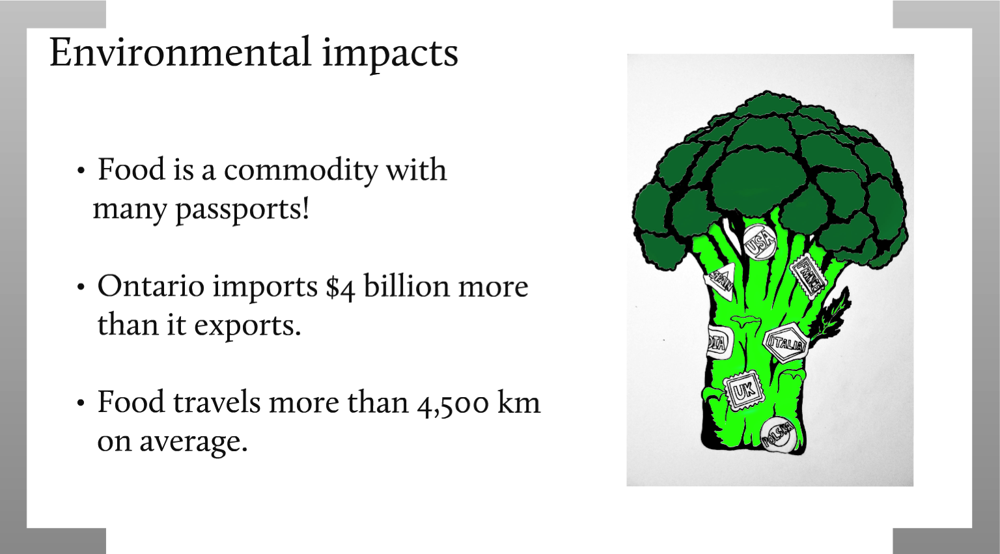 Environmental impacts
• Food is a commodity with
many passports!
• Ontario imports $4 billion more
than it exports.
• Food travels more than 4,500 km
on average.
USA
SPAIN
FRANCE
DIA
ITALIA
UK
POLSKA